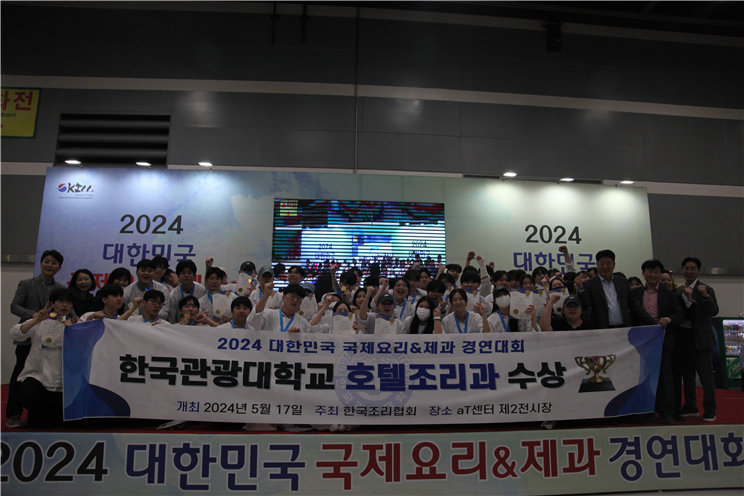 화전
2024
대한민국
2024
대한민국
2024 대한민국 국제요리&제과 경연대회
한국관광대학교 호텔조리과 수상
개최 2024년 5월 17일 주최 한국조리협회 장소 aT센터 제2전시장
2024 대한민국 국제요리&제과 경연대회